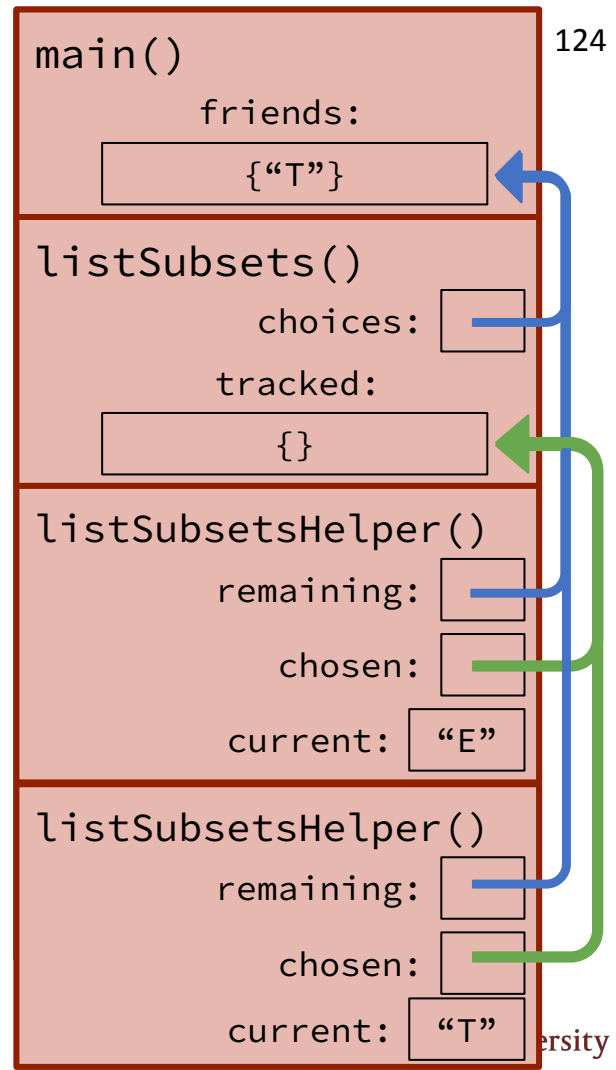 main()
124
friends:
{“T”}
listSubsets()
choices:
tracked:
{}
listSubsetsHelper()
remaining:
chosen:
current: “E”
listSubsetsHelper()
remaining:
chosen:
current: “T”
ersity